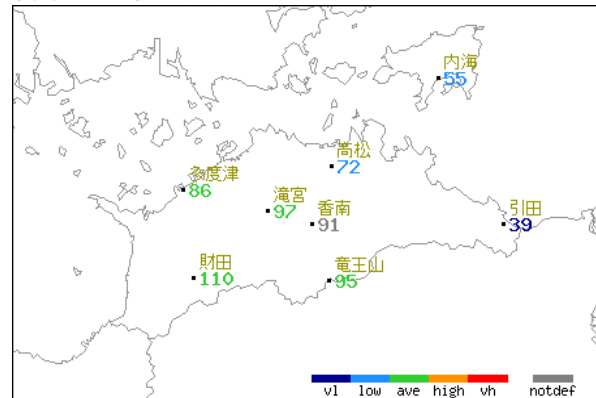 内海
55
高松
72
多度津
86
滝宮
97
香南
91
引田
39
財田
110
竜王山
95
vl low ave high vh notdef